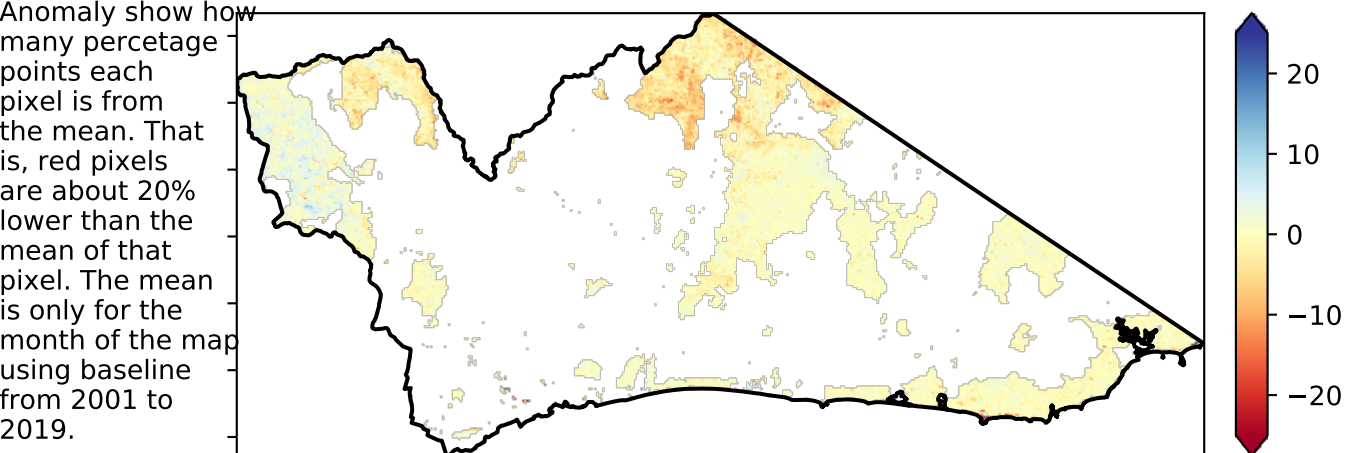 Anomaly show how
many percetage
points each
pixel is from
the mean. That
is, red pixels
are about 20%
lower than the
mean of that
pixel. The mean
is only for the
month of the map
using baseline
from 2001 to
2019.
20
10
0
−10
−20